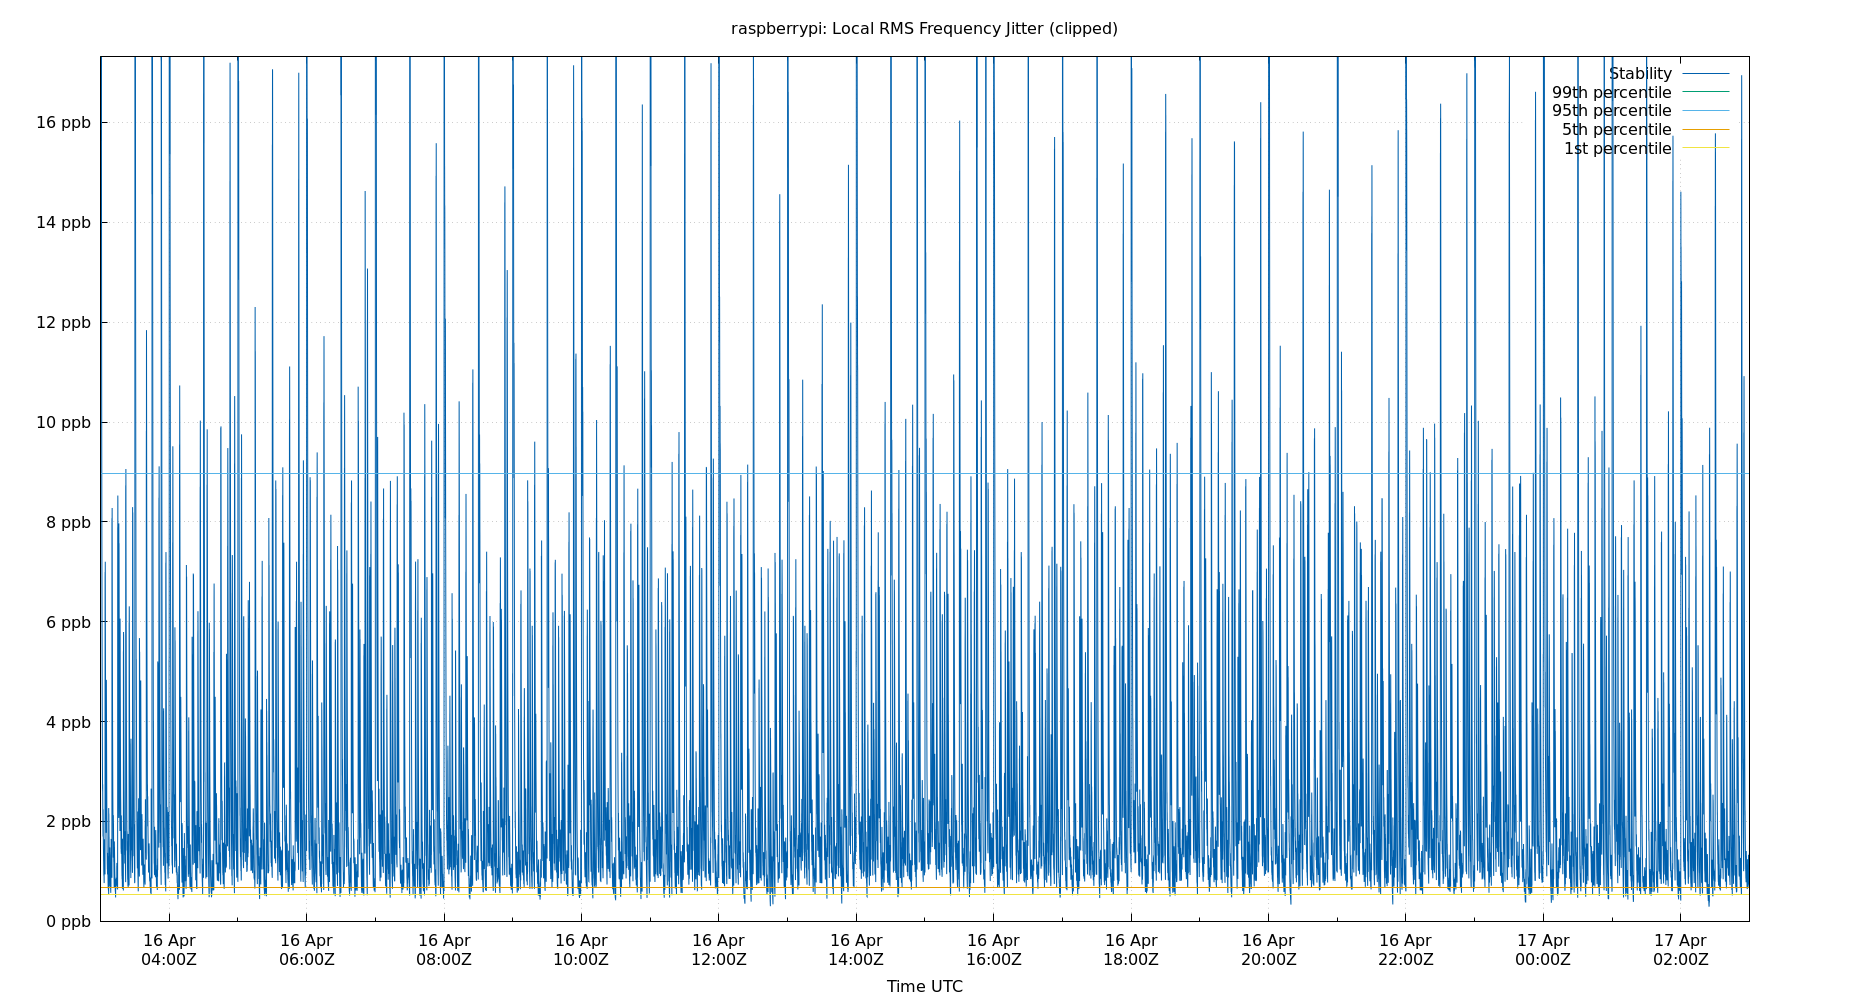 raspberrypi: Local RMS Frequency Jitter (clipped)
Stability
99th percentile
95th percentile
5th percentile
1st percentile
16 ppb
14 ppb
12 ppb
10 ppb
8 ppb
6 ppb
4 ppb
2 ppb
0 ppb
16 Apr 16 Apr 16 Apr 16 Apr 16 Apr 16 Apr 16 Apr 16 Apr 16 Apr 16 Apr 17 Apr 17 Apr
04:00Z 06:00Z 08:00Z 10:00Z 12:00Z 14:00Z 16:00Z 18:00Z 20:00Z 22:00Z 00:00Z 02:00Z
Time UTC